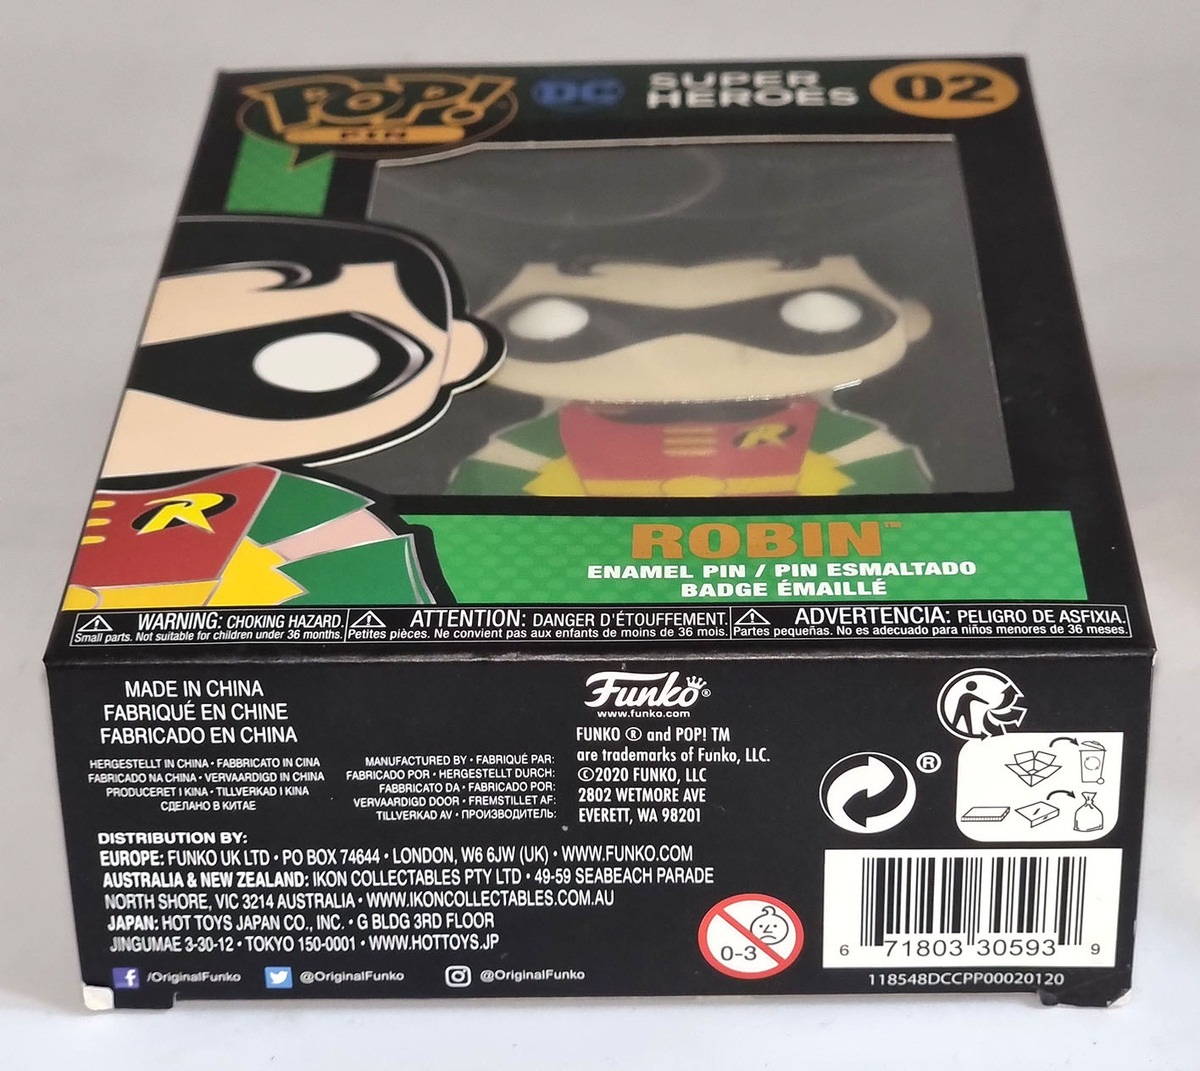 POP!
PIN
DC
SUPER
HEROES
02
R
R
ROBIN™
ENAMEL PIN / PIN ESMALTADO
BADGE ÉMAILLÉ
WARNING: CHOKING HAZARD.
Small parts. Not suitable for children under 36 months.
ATTENTION: DANGER D'ÉTOUFFEMENT.
Petites pièces. Ne convient pas aux enfants de moins de 36 mois.
ADVERTENCIA: PELIGRO DE ASFIXIA.
Partes pequeñas. No es adecuado para niños menores de 36 meses.
MADE IN CHINA
FABRIQUÉ EN CHINE
FABRICADO EN CHINA
HERGESTELLT IN CHINA • FABBRICATO IN CINA
FABRICADO NA CHINA • VERVAARDIGD IN CHINA
PRODUCERET I KINA • TILLVERKAD I KINA
СДЕЛАНО В КИТАЕ
MANUFACTURED BY • FABRIQUÉ PAR:
FABRICADO POR • HERGESTELLT DURCH:
FABBRICATO DA • FABRICADO POR:
VERVAARDIGD DOOR • FREMSTILLET AF:
TILLVERKAD AV • ПРОИЗВОДИТЕЛЬ:
Funko®
www.funko.com
FUNKO ® and POP! TM
are trademarks of Funko, LLC.
©2020 FUNKO, LLC
2802 WETMORE AVE
EVERETT, WA 98201
DISTRIBUTION BY:
EUROPE: FUNKO UK LTD • PO BOX 74644 • LONDON, W6 6JW (UK) • WWW.FUNKO.COM
AUSTRALIA & NEW ZEALAND: IKON COLLECTABLES PTY LTD • 49-59 SEABEACH PARADE
NORTH SHORE, VIC 3214 AUSTRALIA • WWW.IKONCOLLECTABLES.COM.AU
JAPAN: HOT TOYS JAPAN CO., INC. • G BLDG 3RD FLOOR
JINGUMAE 3-30-12 • TOKYO 150-0001 • WWW.HOTTOYS.JP
f /OriginalFunko
@OriginalFunko
@OriginalFunko
0-3
®
6 71803 30593 9
118548DCCPP00020120